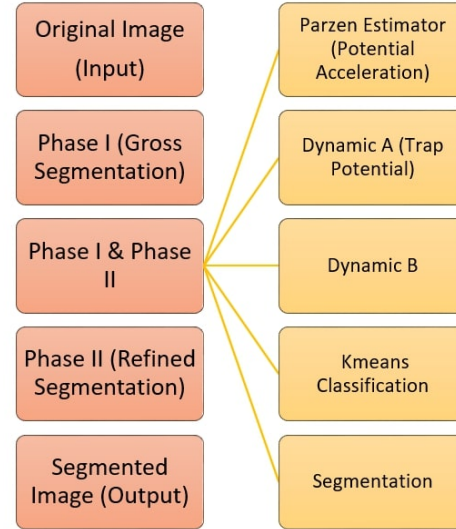 Original Image
(Input)
Phase I (Gross
Segmentation)
Phase I & Phase
II
Phase II (Refined
Segmentation)
Segmented
Image (Output)
Parzen Estimator
(Potential
Acceleration)
Dynamic A (Trap
Potential)
Dynamic B
Kmeans
Classification
Segmentation